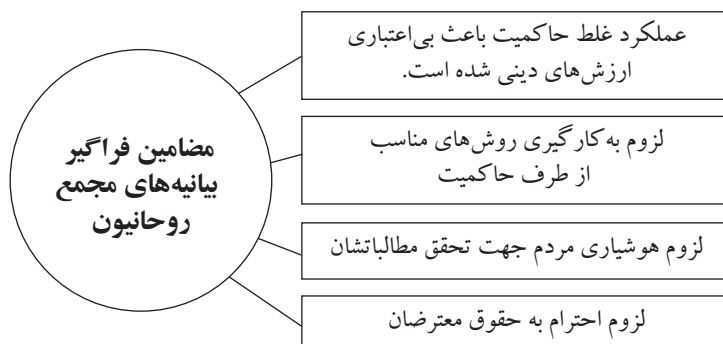 عملکرد غلط حاکمیت باعث بی‌اعتباری
ارزش‌های دینی شده است.
مضامین فراگیر
بیانیه‌های مجمع
روحانیون
لزوم به‌کارگیری روش‌های مناسب
از طرف حاکمیت
لزوم هوشیاری مردم جهت تحقق مطالباتشان
لزوم احترام به حقوق معترضان